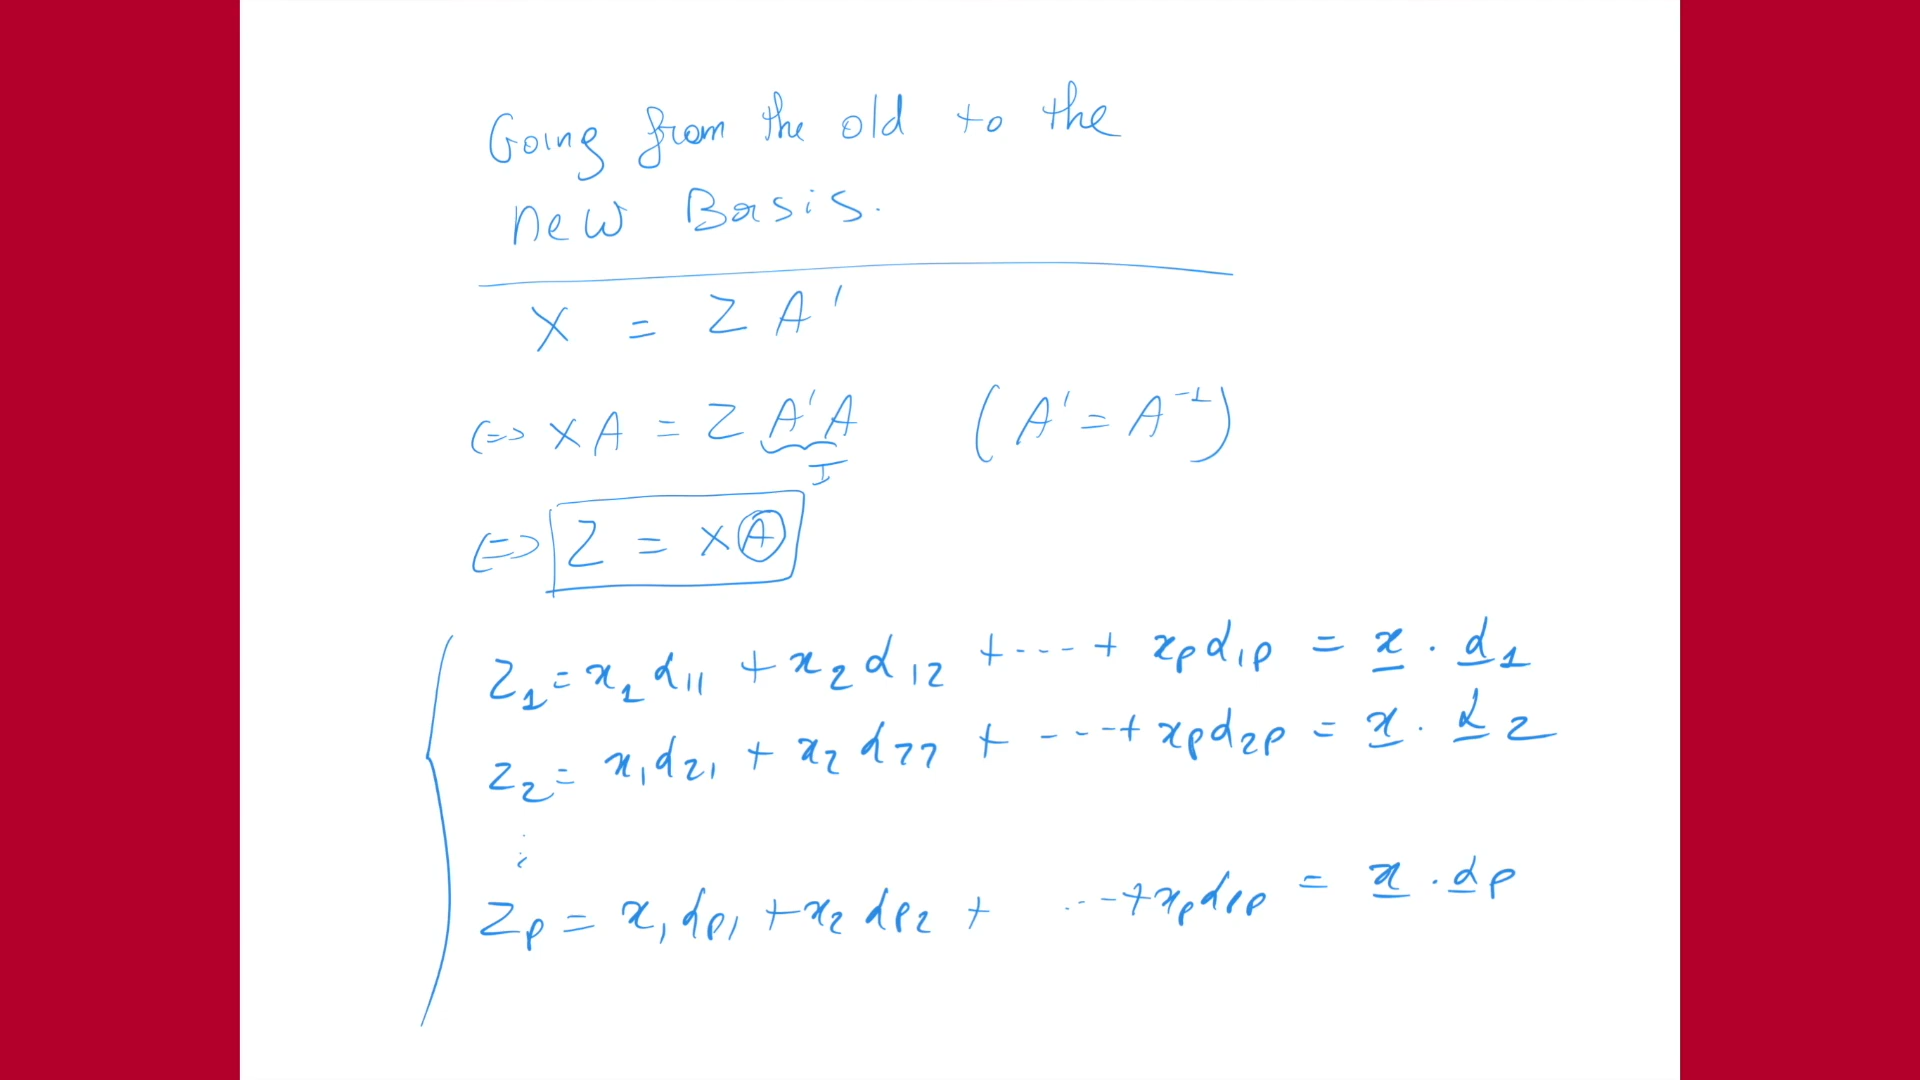 Going from the old to the
new Basis.
X = Z A'
⇔ X A = Z A'A (A' = A⁻¹)
I
⇔ Z = X A
z₁ = x₁ α₁₁ + x₂ α₁₂ + --- + xₚ α₁ₚ = x . α₁
z₂ = x₁ α₂₁ + x₂ α₂₂ + --- + xₚ α₂ₚ = x . α₂
⋮
zₚ = x₁ αₚ₁ + x₂ αₚ₂ + ... + xₚ αₚₚ = x . αₚ